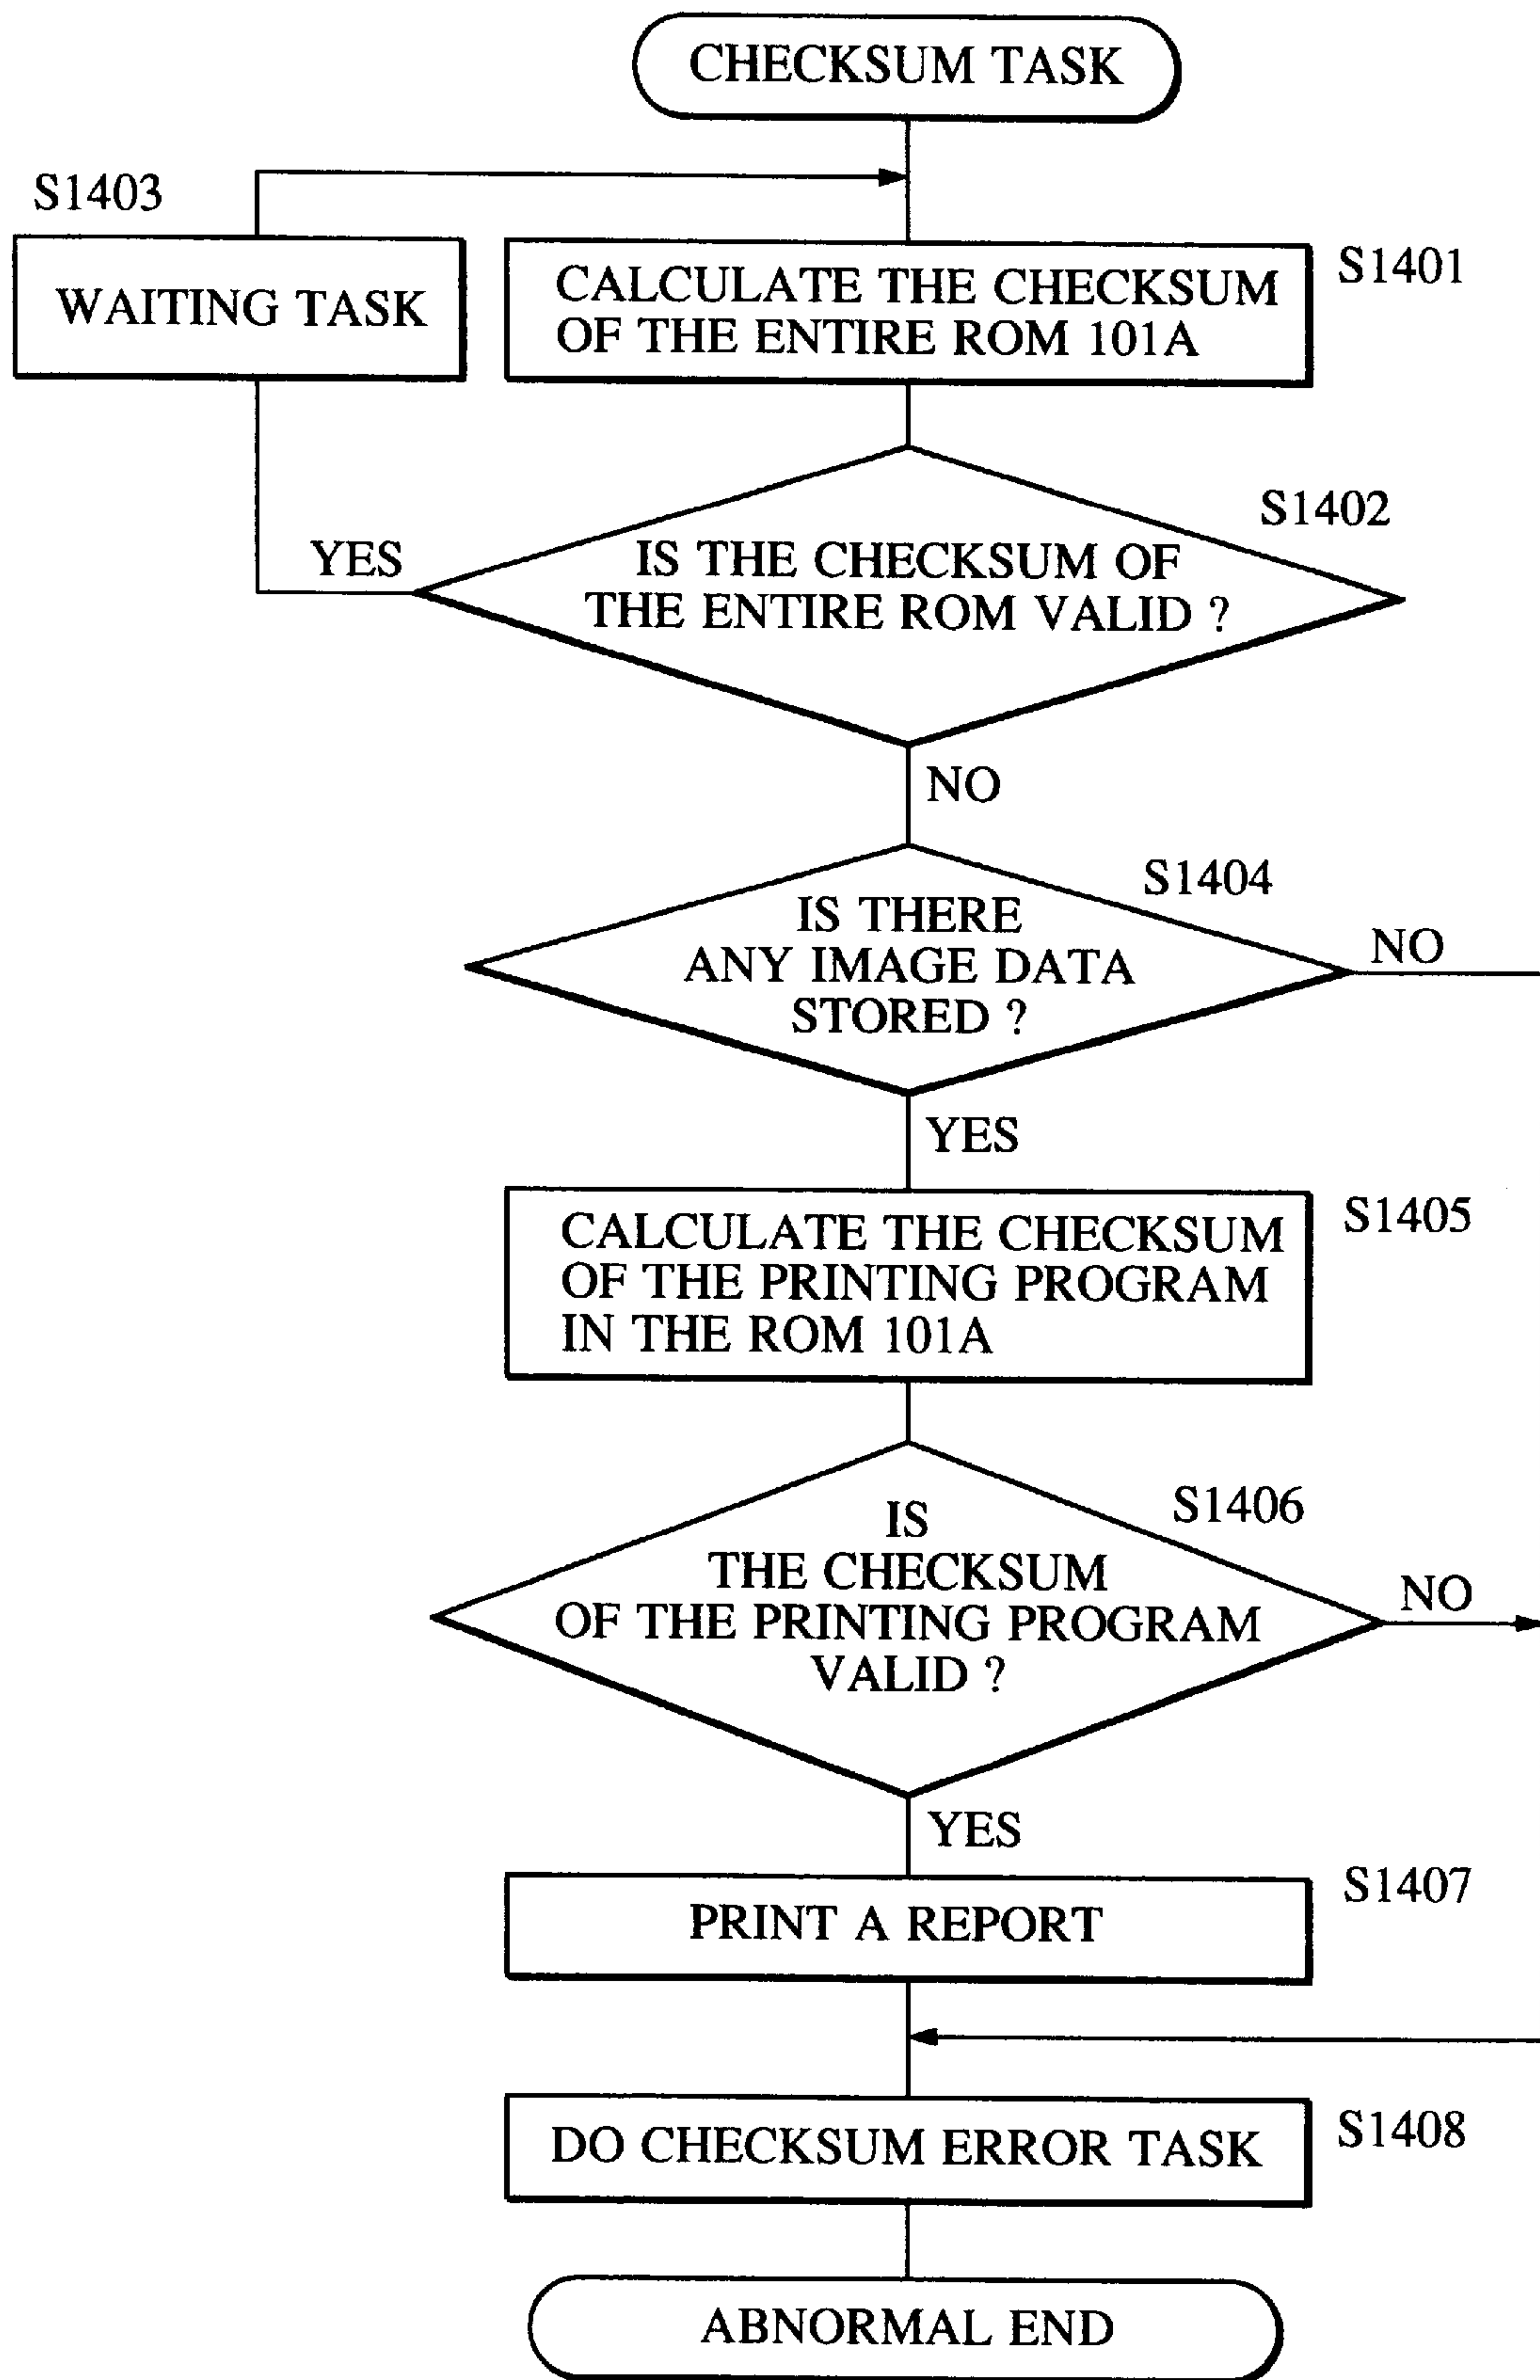 CHECKSUM TASK
S1403
WAITING TASK
CALCULATE THE CHECKSUM
OF THE ENTIRE ROM 101A
S1401
S1402
YES
IS THE CHECKSUM OF
THE ENTIRE ROM VALID ?
NO
S1404
IS THERE
ANY IMAGE DATA
STORED ?
NO
YES
CALCULATE THE CHECKSUM
OF THE PRINTING PROGRAM
IN THE ROM 101A
S1405
S1406
IS
THE CHECKSUM
OF THE PRINTING PROGRAM
VALID ?
NO
YES
S1407
PRINT A REPORT
DO CHECKSUM ERROR TASK
S1408
ABNORMAL END